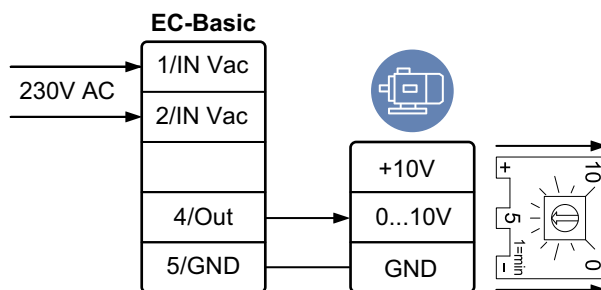 EC-Basic
230V AC
1/IN Vac
2/IN Vac
4/Out
5/GND
+10V
0...10V
GND
+ 5 -
1=min
10
0